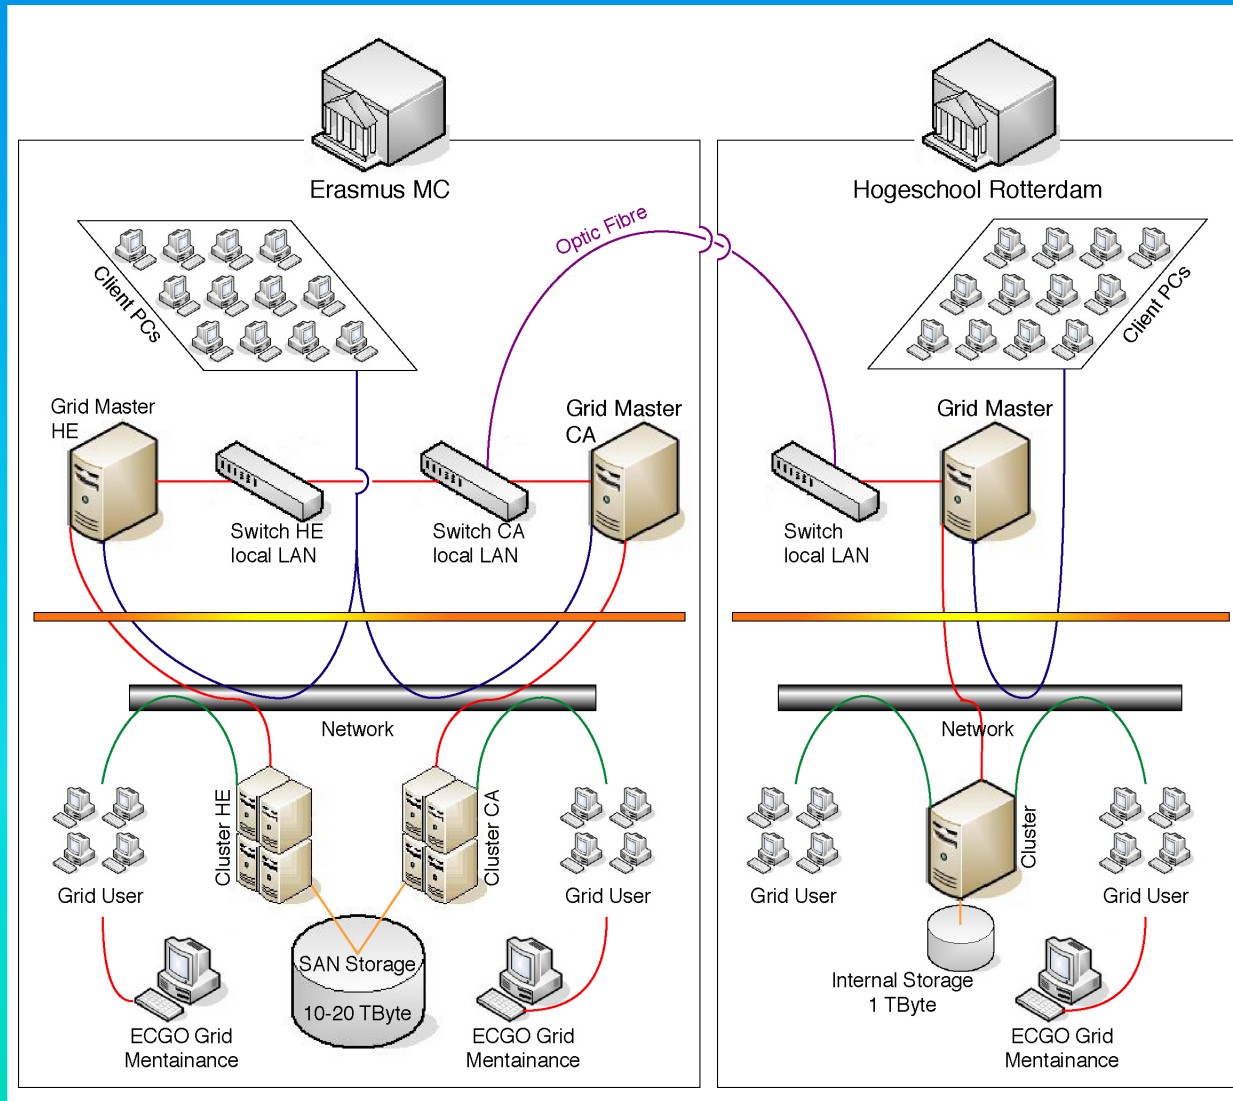 Erasmus MC
Hogeschool Rotterdam
Optic Fibre
Client PCs
Client PCs
Grid Master
HE
Grid Master
CA
Grid Master
Switch HE
local LAN
Switch CA
local LAN
Switch
local LAN
Network
Network
Cluster HE
Cluster CA
Cluster
Grid User
Grid User
Grid User
Grid User
SAN Storage
10-20 TByte
Internal Storage
1 TByte
ECGO Grid
Mentainance
ECGO Grid
Mentainance
ECGO Grid
Mentainance